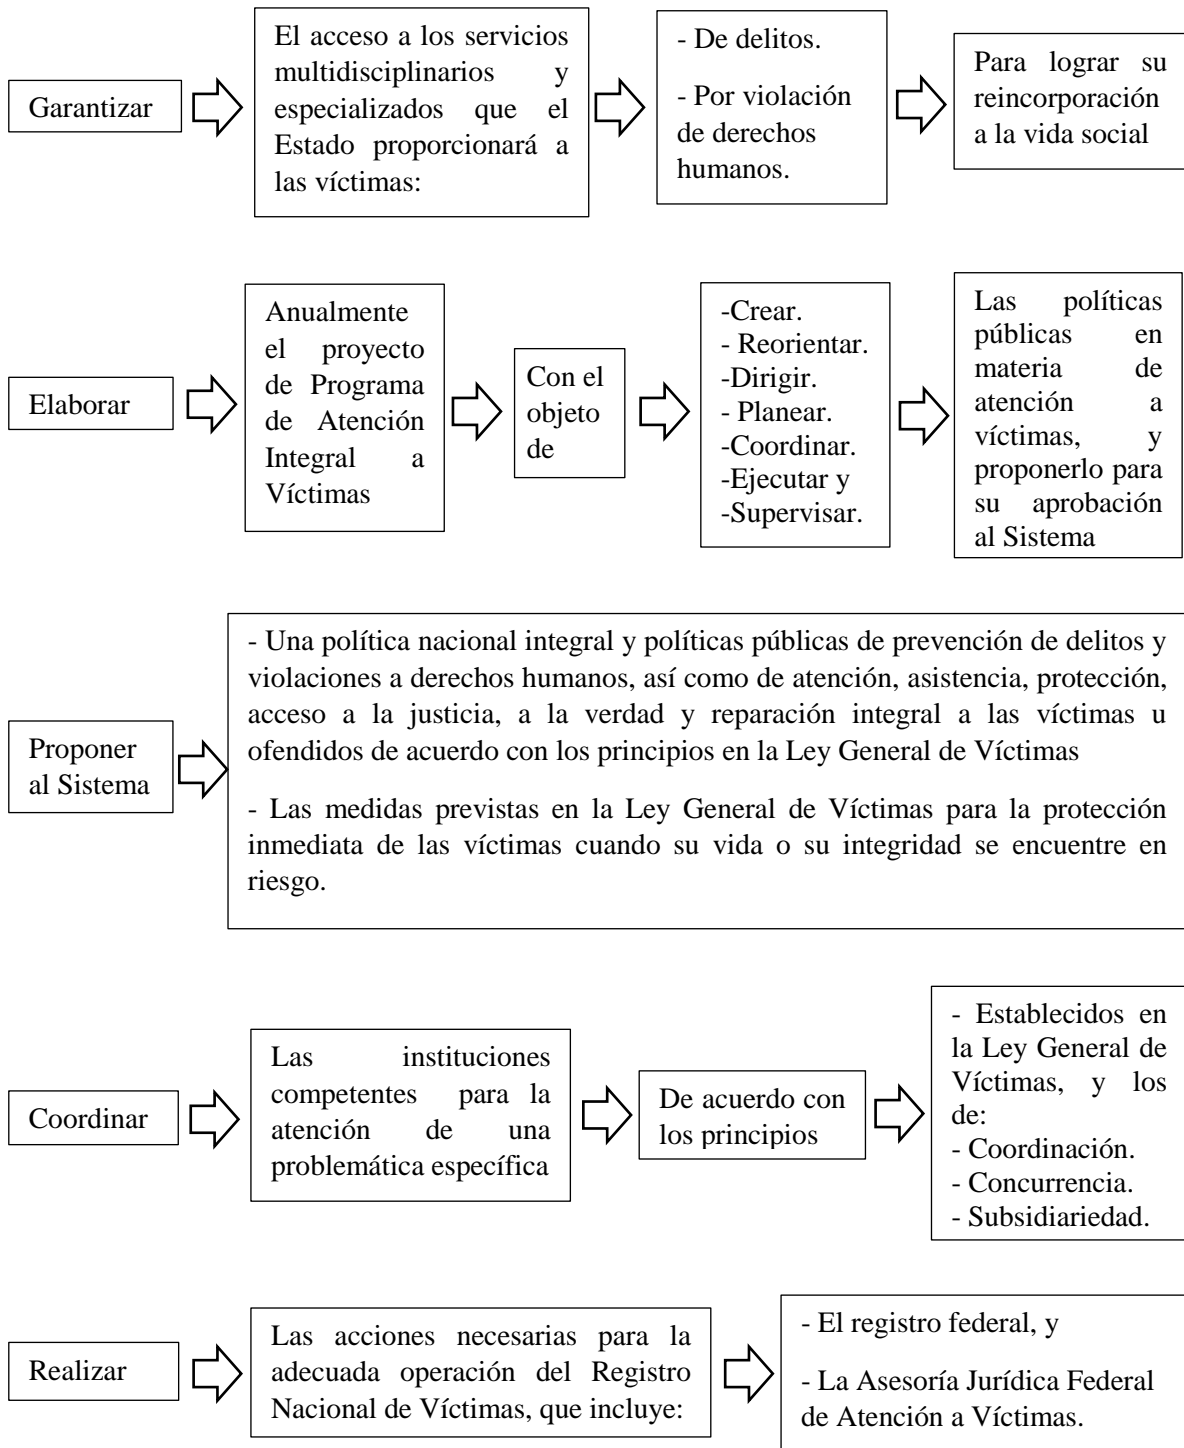 Garantizar
El acceso a los servicios
multidisciplinarios y
especializados que el
Estado proporcionará a
las víctimas:
- De delitos.
- Por violación
de derechos
humanos.
Para lograr su
reincorporación
a la vida social
Elaborar
Anualmente
el proyecto
de Programa
de Atención
Integral a
Víctimas
Con el
objeto
de
-Crear.
- Reorientar.
-Dirigir.
- Planear.
-Coordinar.
-Ejecutar y
-Supervisar.
Las políticas
públicas en
materia de
atención a
víctimas, y
proponerlo para
su aprobación
al Sistema
Proponer
al Sistema
- Una política nacional integral y políticas públicas de prevención de delitos y
violaciones a derechos humanos, así como de atención, asistencia, protección,
acceso a la justicia, a la verdad y reparación integral a las víctimas u
ofendidos de acuerdo con los principios en la Ley General de Víctimas
- Las medidas previstas en la Ley General de Víctimas para la protección
inmediata de las víctimas cuando su vida o su integridad se encuentre en
riesgo.
Coordinar
Las instituciones
competentes para la
atención de una
problemática específica
De acuerdo con
los principios
- Establecidos en
la Ley General de
Víctimas, y los
de:
- Coordinación.
- Concurrencia.
- Subsidiariedad.
Realizar
Las acciones necesarias para la
adecuada operación del Registro
Nacional de Víctimas, que incluye:
- El registro federal, y
- La Asesoría Jurídica Federal
de Atención a Víctimas.